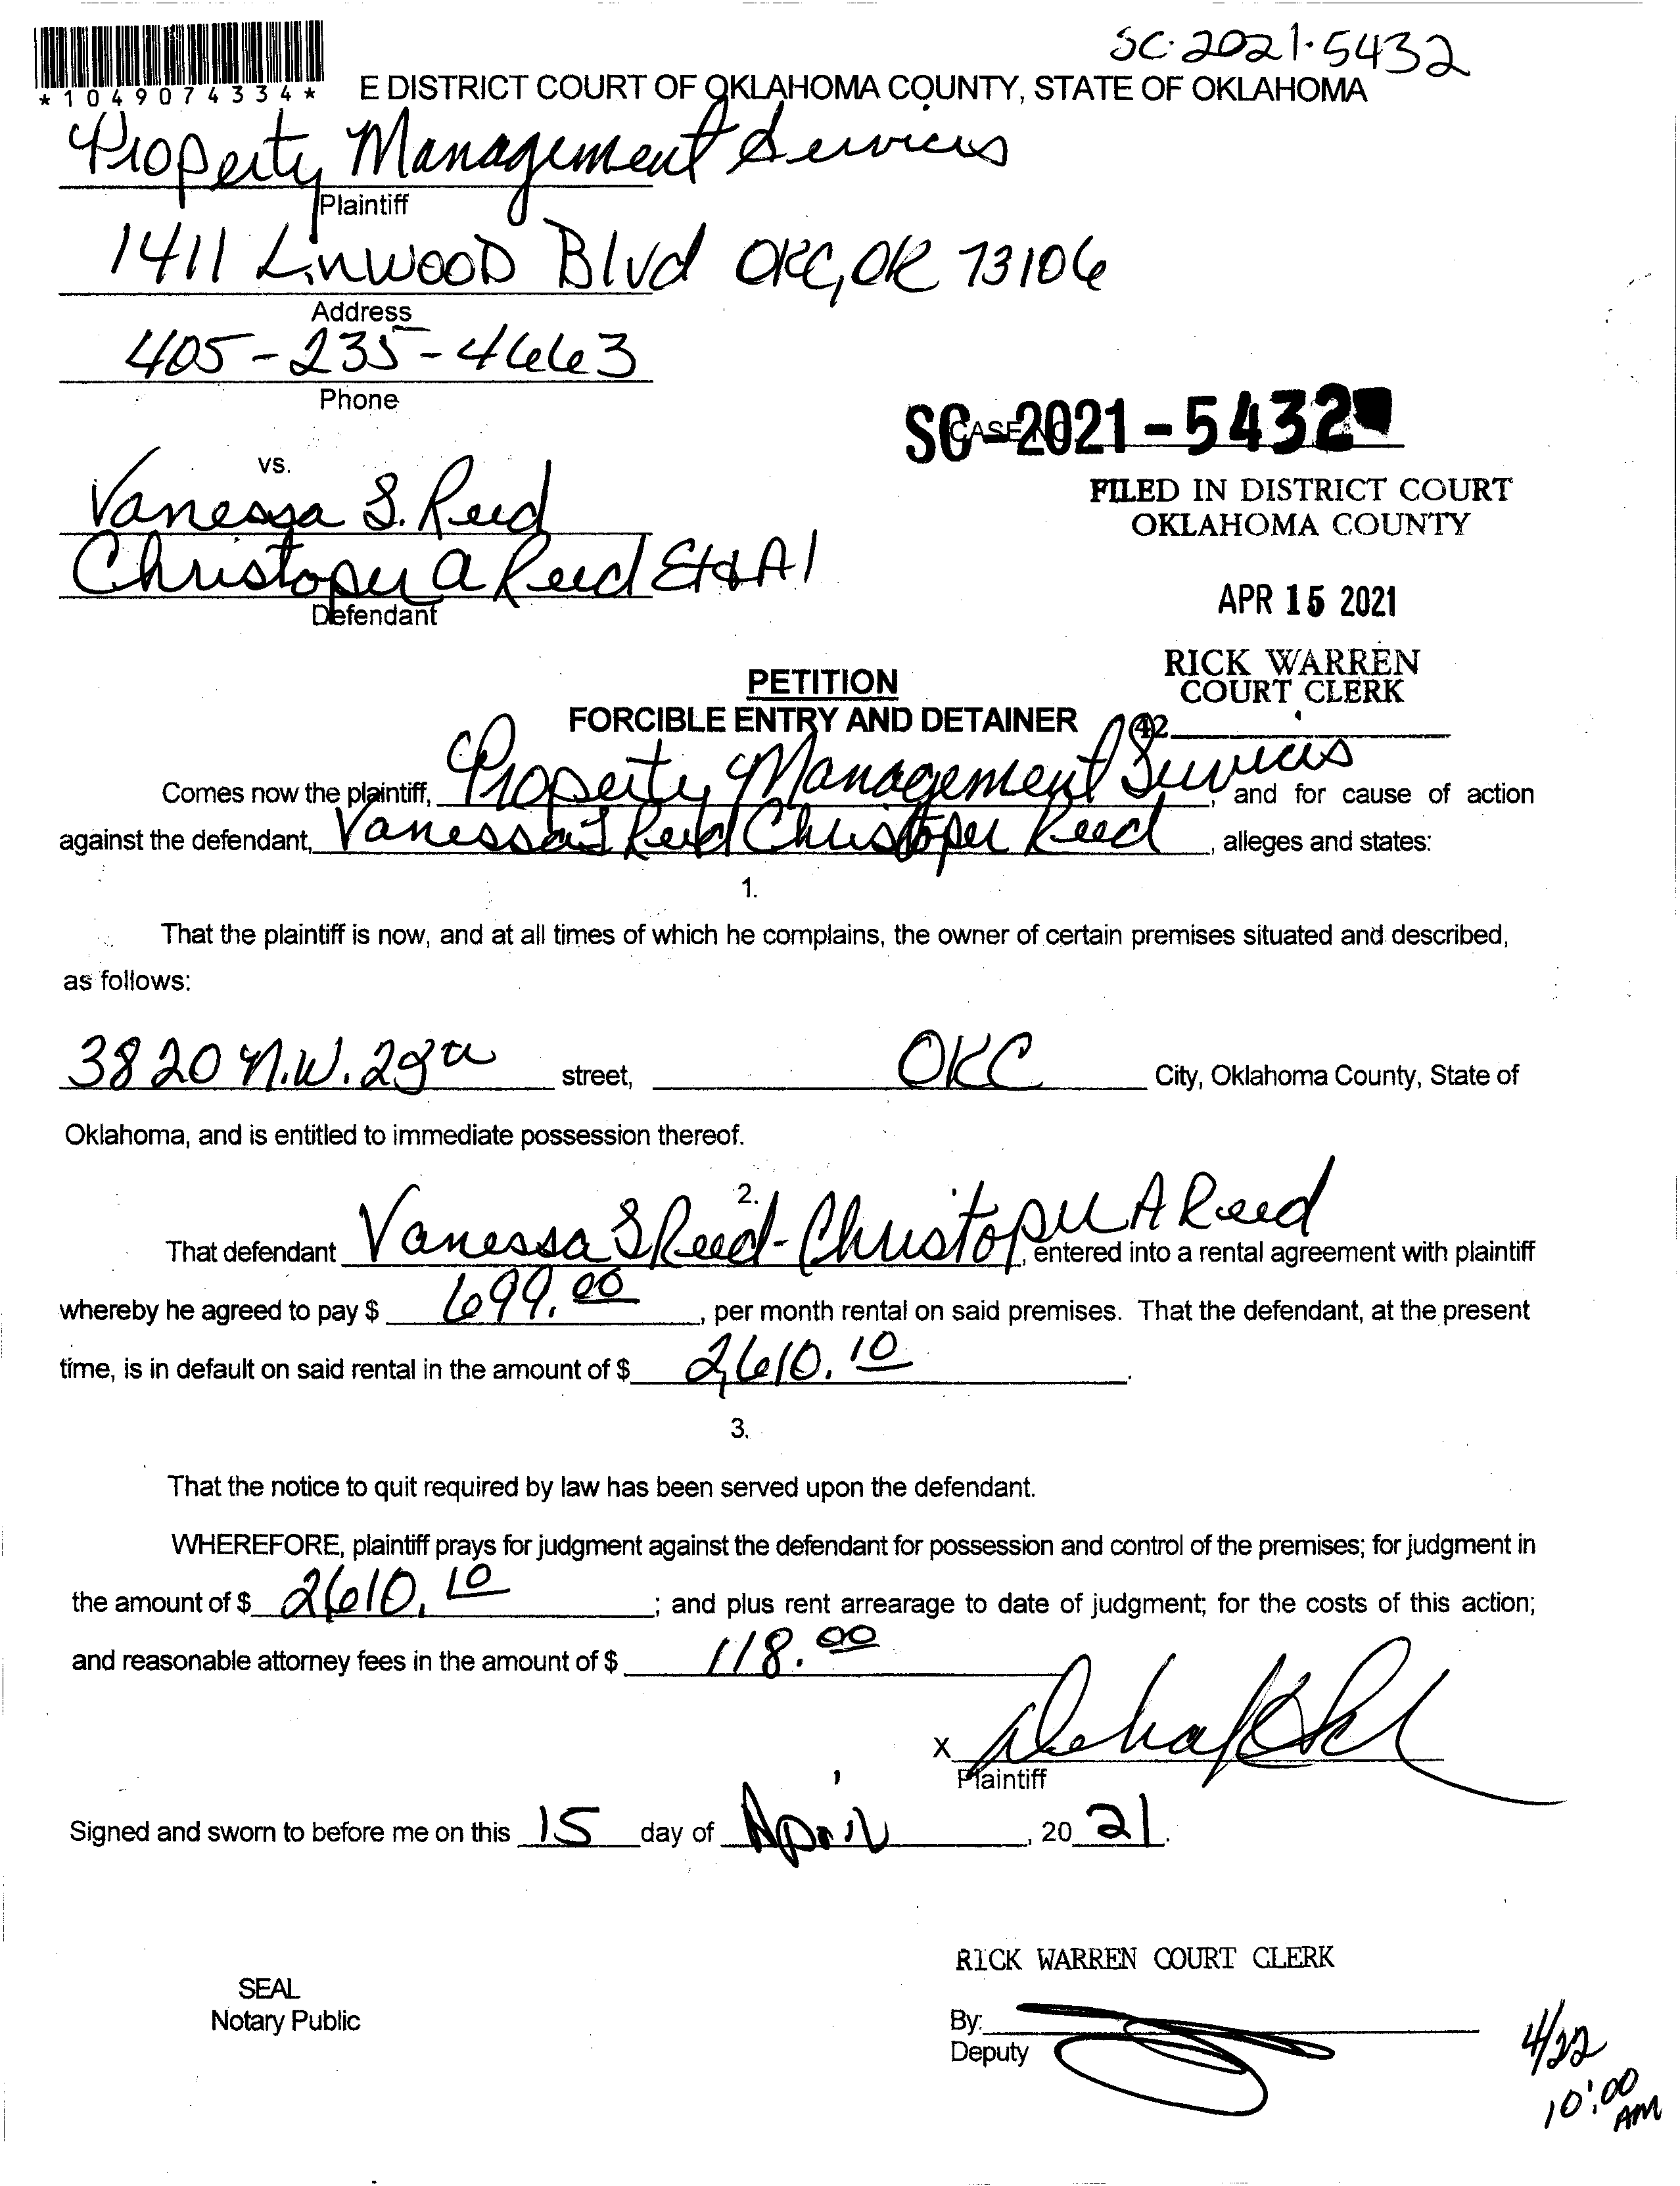 SC-2021-5432
*1049074334*
E DISTRICT COURT OF OKLAHOMA COUNTY, STATE OF OKLAHOMA
Property Management Services
Plaintiff
1411 Linwood Blvd OKC, OK 73106
Address
405-235-4663
Phone
SC-2021-5432
vs.
FILED IN DISTRICT COURT
OKLAHOMA COUNTY
Vanessa S. Reed
Christoper A Reed Et Al
Defendant
APR 15 2021
RICK WARREN
COURT CLERK
42
PETITION
FORCIBLE ENTRY AND DETAINER
Comes now the plaintiff, Property Management Services, and for cause of action
against the defendant, Vanessa S Reed Christoper Reed, alleges and states:
1.
That the plaintiff is now, and at all times of which he complains, the owner of certain premises situated and described,
as follows:
3820 N.W. 28th street, OKC City, Oklahoma County, State of
Oklahoma, and is entitled to immediate possession thereof.
2.
That defendant Vanessa S Reed - Christoper A Reed, entered into a rental agreement with plaintiff
whereby he agreed to pay $ 699.00, per month rental on said premises. That the defendant, at the present
time, is in default on said rental in the amount of $ 2,610.10.
3.
That the notice to quit required by law has been served upon the defendant.
WHEREFORE, plaintiff prays for judgment against the defendant for possession and control of the premises; for judgment in
the amount of $ 2610.10; and plus rent arrearage to date of judgment; for the costs of this action;
and reasonable attorney fees in the amount of $ 118.00
X
Plaintiff
Signed and sworn to before me on this 15 day of April, 20 21.
RICK WARREN COURT CLERK
SEAL
Notary Public
By:
Deputy
4/22
10:00
AM